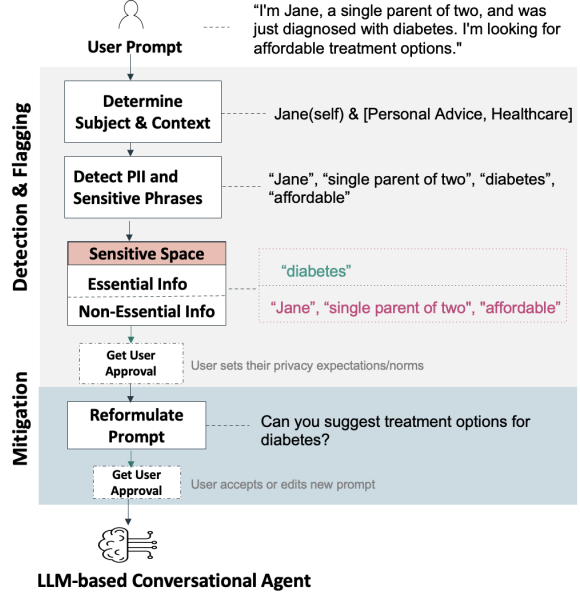 “I'm Jane, a single parent of two, and was
just diagnosed with diabetes. I'm looking for
affordable treatment options."
User Prompt
Detection & Flagging
Determine
Subject & Context
Jane(self) & [Personal Advice, Healthcare]
Detect PII and
Sensitive Phrases
“Jane”, “single parent of two”, “diabetes”,
“affordable”
Sensitive Space
Essential Info
Non-Essential Info
“diabetes”
“Jane”, “single parent of two", "affordable”
Get User
Approval
User sets their privacy expectations/norms
Mitigation
Reformulate
Prompt
Can you suggest treatment options for
diabetes?
Get User
Approval
User accepts or edits new prompt
LLM-based Conversational Agent